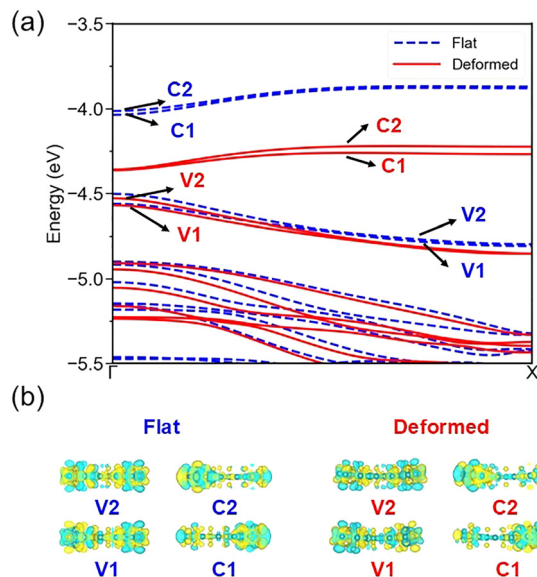 (a)
Energy (eV)
−3.5
−4.0
−4.5
−5.0
−5.5
Flat
Deformed
C2
C1
C2
C1
V2
V1
V2
V1
Γ
X
(b)
Flat
Deformed
V2
C2
V2
C2
V1
C1
V1
C1